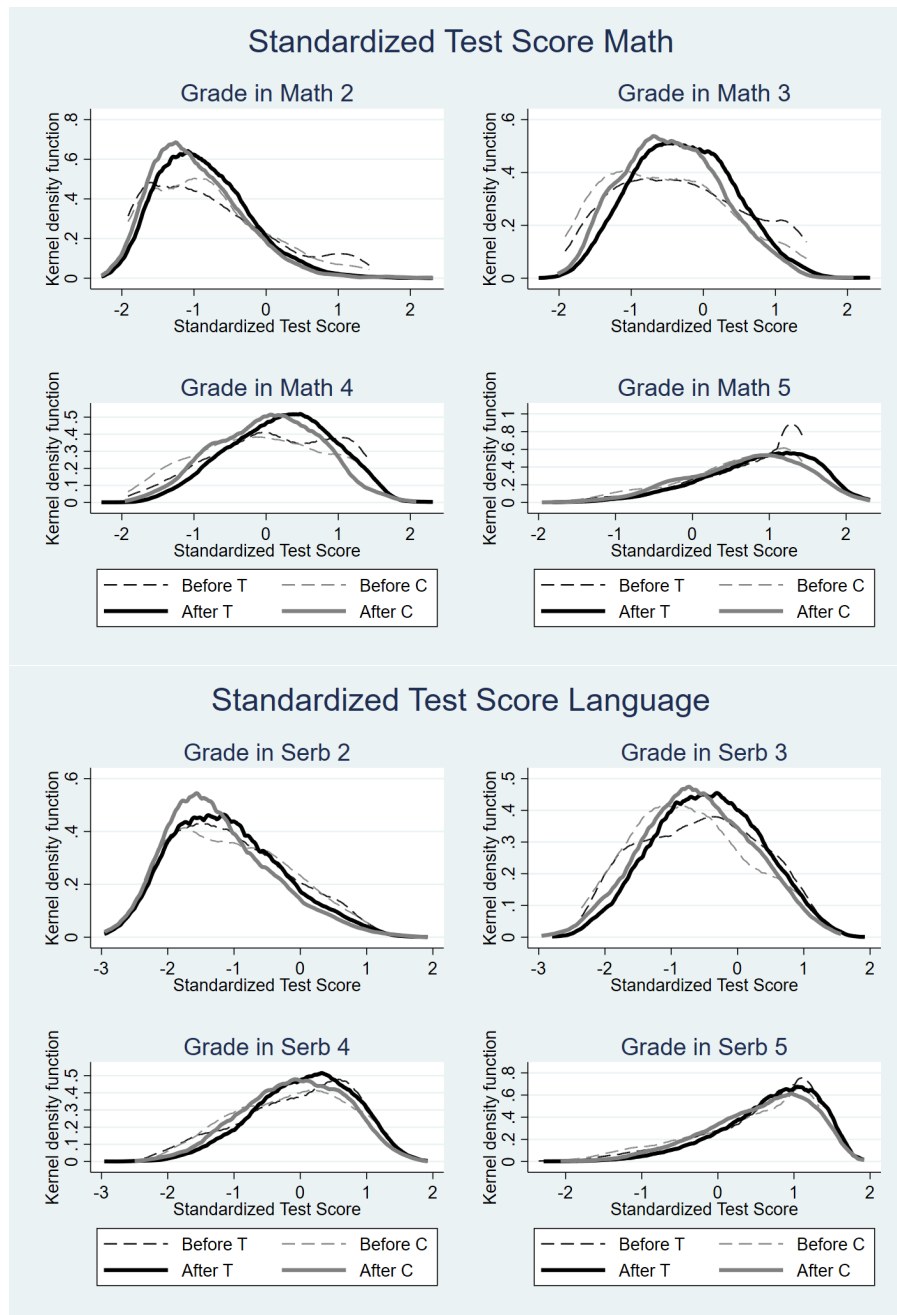 Standardized Test Score Math
Grade in Math 2
Kernel density function
0 .2 .4 .6 .8
-2 -1 0 1 2
Standardized Test Score
Grade in Math 3
Kernel density function
0 .2 .4 .6
-2 -1 0 1 2
Standardized Test Score
Grade in Math 4
Kernel density function
0 .1 .2 .3 .4 .5
-2 -1 0 1 2
Standardized Test Score
Grade in Math 5
Kernel density function
0 .2 .4 .6 .8 1
-2 -1 0 1 2
Standardized Test Score
Before T Before C
After T After C
Before T Before C
After T After C
Standardized Test Score Language
Grade in Serb 2
Kernel density function
0 .2 .4 .6
-3 -2 -1 0 1 2
Standardized Test Score
Grade in Serb 3
Kernel density function
0 .1 .2 .3 .4 .5
-3 -2 -1 0 1 2
Standardized Test Score
Grade in Serb 4
Kernel density function
0 .1 .2 .3 .4 .5
-3 -2 -1 0 1 2
Standardized Test Score
Grade in Serb 5
Kernel density function
0 .2 .4 .6 .8
-2 -1 0 1 2
Standardized Test Score
Before T Before C
After T After C
Before T Before C
After T After C